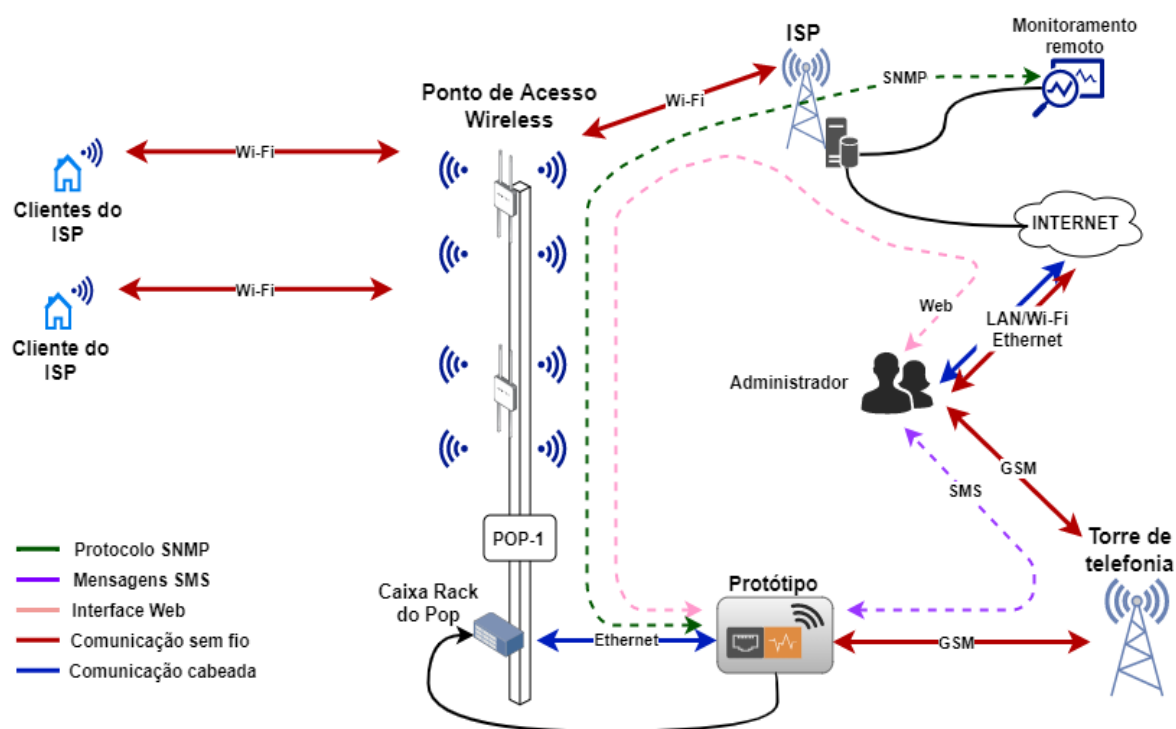 ISP
Monitoramento
remoto
SNMP
Wi-Fi
Ponto de Acesso
Wireless
Wi-Fi
Clientes do
ISP
INTERNET
Wi-Fi
Web
LAN/Wi-Fi
Ethernet
Cliente do
ISP
Administrador
GSM
SMS
POP-1
Torre de
telefonia
Protocolo SNMP
Mensagens SMS
Interface Web
Comunicação sem fio
Comunicação cabeada
Caixa Rack
do Pop
Protótipo
Ethernet
GSM